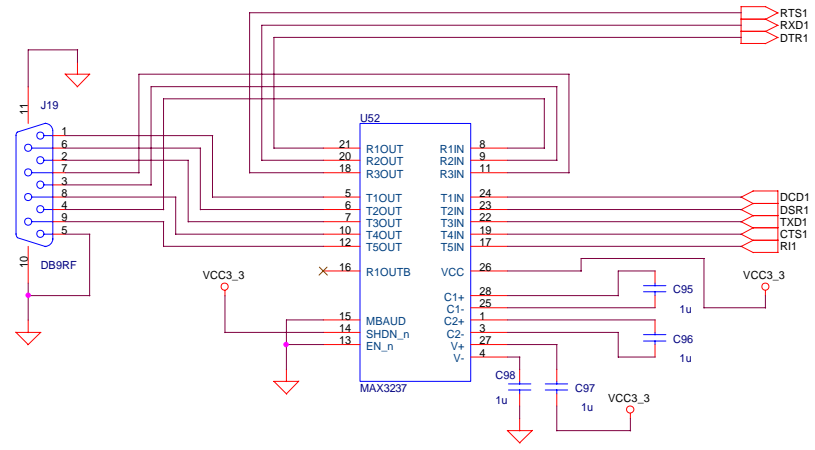 RTS1
RXD1
DTR1
J19
11
1
6
2
7
3
8
4
9
5
10
DB9RF
U52
21 R1OUT R1IN 8
20 R2OUT R2IN 9
18 R3OUT R3IN 11
5 T1OUT T1IN 24 DCD1
6 T2OUT T2IN 23 DSR1
7 T3OUT T3IN 22 TXD1
10 T4OUT T4IN 19 CTS1
12 T5OUT T5IN 17 RI1
16 R1OUTB VCC 26
VCC3_3
VCC3_3
C1+ 28
C1- 25
C95
1u
15 MBAUD C2+ 1
14 SHDN_n C2- 3
13 EN_n V+ 27
V- 4
C96
1u
MAX3237
C98
1u
C97
1u
VCC3_3